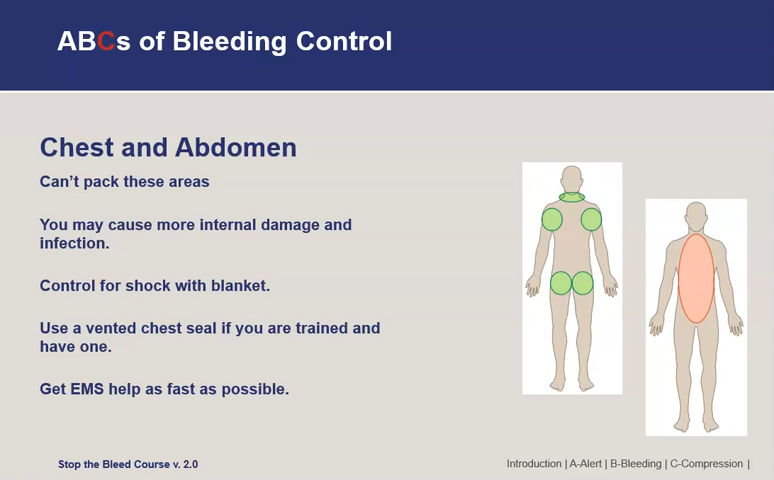 ABCs of Bleeding Control
Chest and Abdomen
Can’t pack these areas
You may cause more internal damage and
infection.
Control for shock with blanket.
Use a vented chest seal if you are trained and
have one.
Get EMS help as fast as possible.
Stop the Bleed Course v. 2.0
Introduction | A-Alert | B-Bleeding | C-Compression |